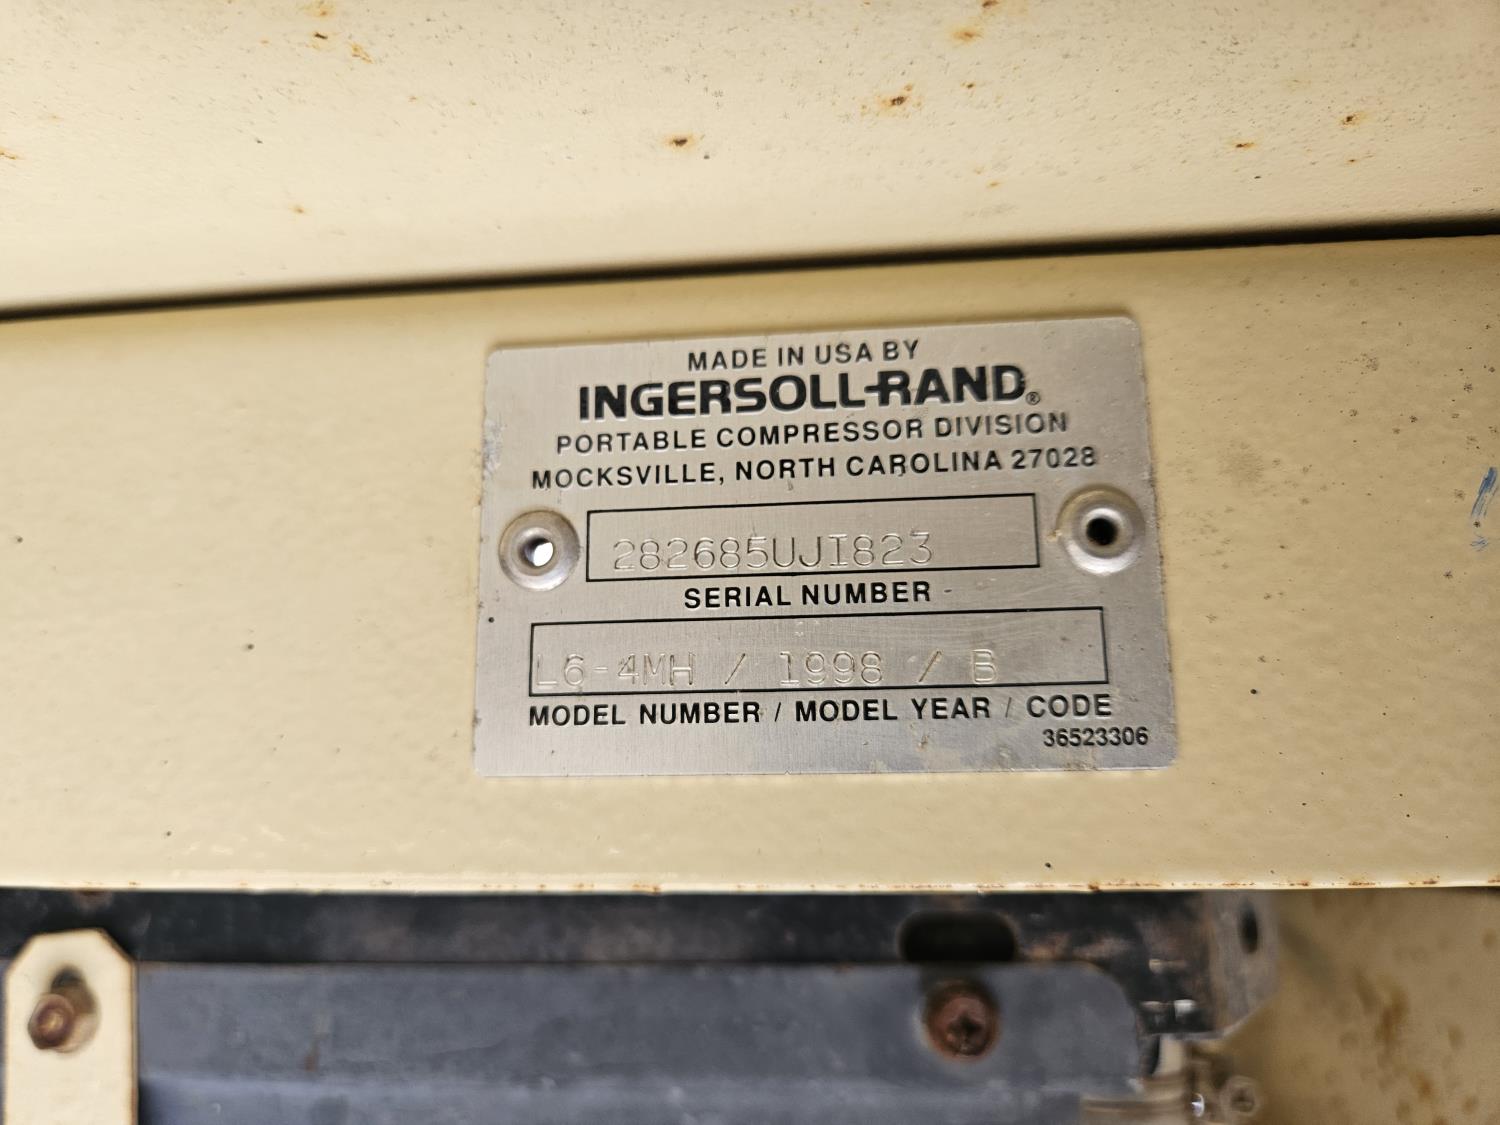 MADE IN USA BY
INGERSOLL-RAND®
PORTABLE COMPRESSOR DIVISION
MOCKSVILLE, NORTH CAROLINA 27028
282685UJI823
SERIAL NUMBER
L6-4MH / 1998 / B
MODEL NUMBER / MODEL YEAR / CODE
36523306